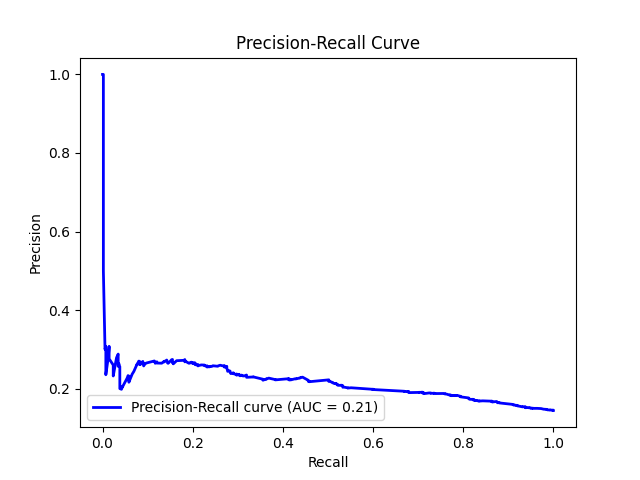 Precision-Recall Curve
1.0
0.8
0.6
0.4
0.2
Precision
Precision-Recall curve (AUC = 0.21)
0.0 0.2 0.4 0.6 0.8 1.0
Recall